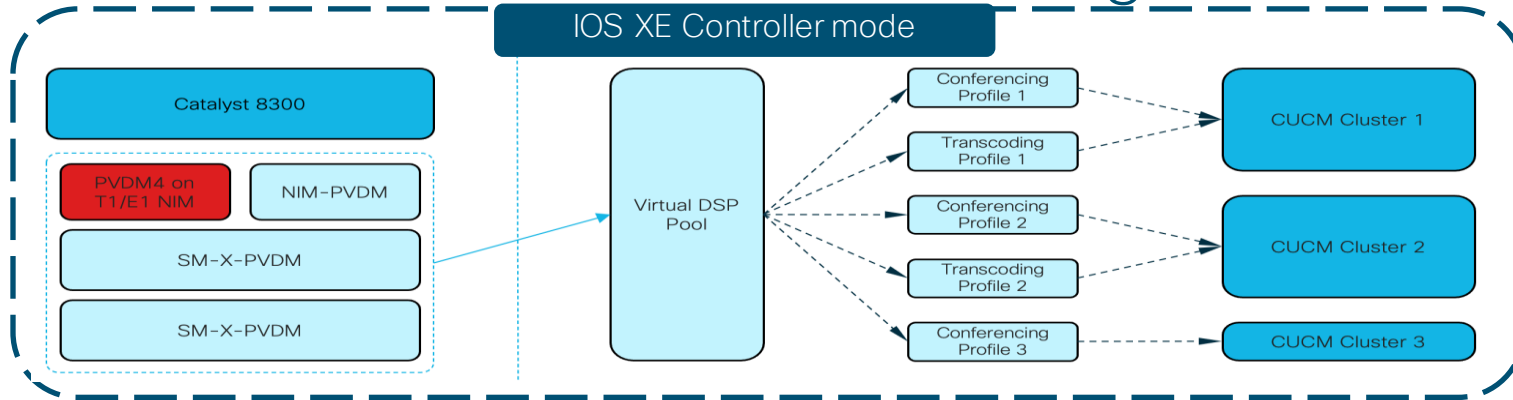 IOS XE Controller mode
Catalyst 8300
PVDM4 on
T1/E1 NIM
NIM-PVDM
SM-X-PVDM
SM-X-PVDM
Virtual DSP
Pool
Conferencing
Profile 1
Transcoding
Profile 1
Conferencing
Profile 2
Transcoding
Profile 2
Conferencing
Profile 3
CUCM Cluster 1
CUCM Cluster 2
CUCM Cluster 3